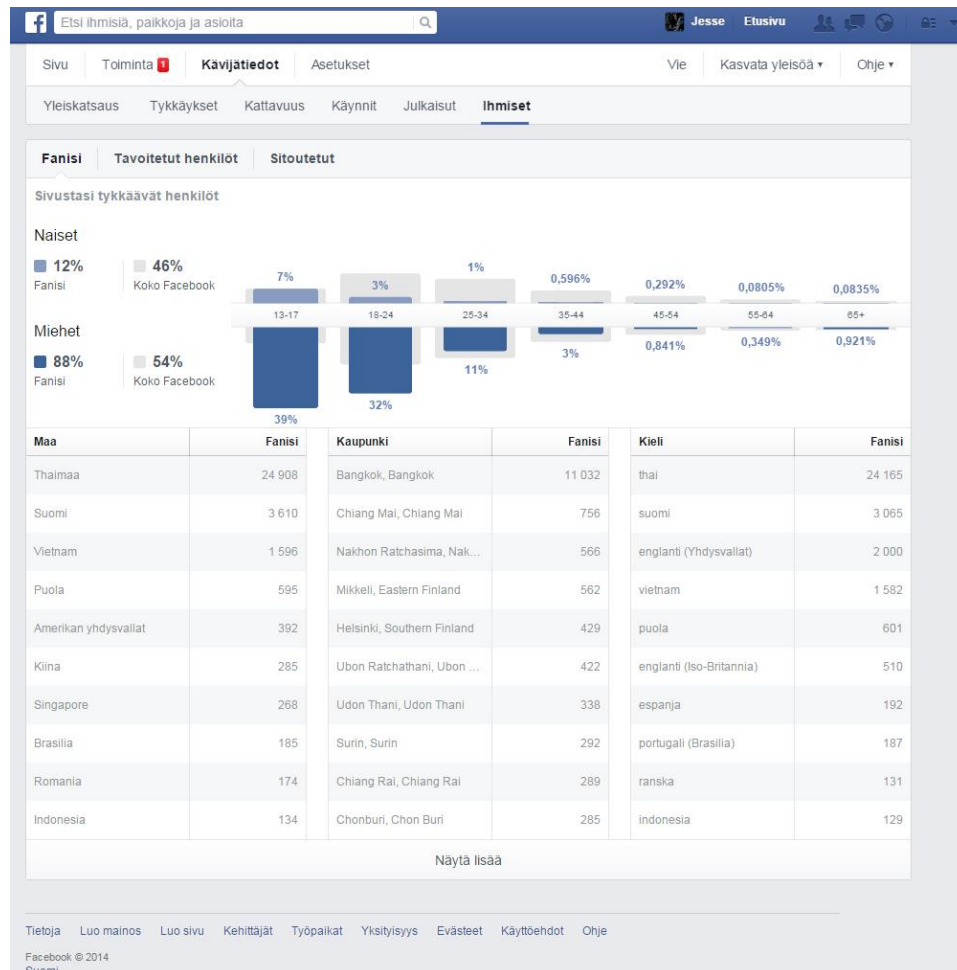 f Etsi ihmisiä, paikkoja ja asioita Jesse Etusivu
Sivu Toiminta 1 Kävijätiedot Asetukset Vie Kasvata yleisöä Ohje
Yleiskatsaus Tykkäykset Kattavuus Käynnit Julkaisut Ihmiset
Fanisi Tavoitetut henkilöt Sitoutetut
Sivustasi tykkäävät henkilöt
Naiset
12% 46%
Fanisi Koko Facebook
7% 3% 1% 0,596% 0,292% 0,0805% 0,0835%
13-17 18-24 25-34 35-44 45-54 55-64 65+
Miehet
88% 54%
Fanisi Koko Facebook
39% 32% 11% 3% 0,841% 0,349% 0,921%
Maa Fanisi Kaupunki Fanisi Kieli Fanisi
Thaimaa 24 908 Bangkok, Bangkok 11 032 thai 24 165
Suomi 3 610 Chiang Mai, Chiang Mai 756 suomi 3 065
Vietnam 1 596 Nakhon Ratchasima, Nak... 566 englanti (Yhdysvallat) 2 000
Puola 595 Mikkeli, Eastern Finland 562 vietnam 1 582
Amerikan yhdysvallat 392 Helsinki, Southern Finland 429 puola 601
Kiina 285 Ubon Ratchathani, Ubon ... 422 englanti (Iso-Britannia) 510
Singapore 268 Udon Thani, Udon Thani 338 espanja 192
Brasilia 185 Surin, Surin 292 portugali (Brasilia) 187
Romania 174 Chiang Rai, Chiang Rai 289 ranska 131
Indonesia 134 Chonburi, Chon Buri 285 indonesia 129
Näytä lisää
Tietoja Luo mainos Luo sivu Kehittäjät Työpaikat Yksityisyys Evästeet Käyttöehdot Ohje
Facebook © 2014
Suomi